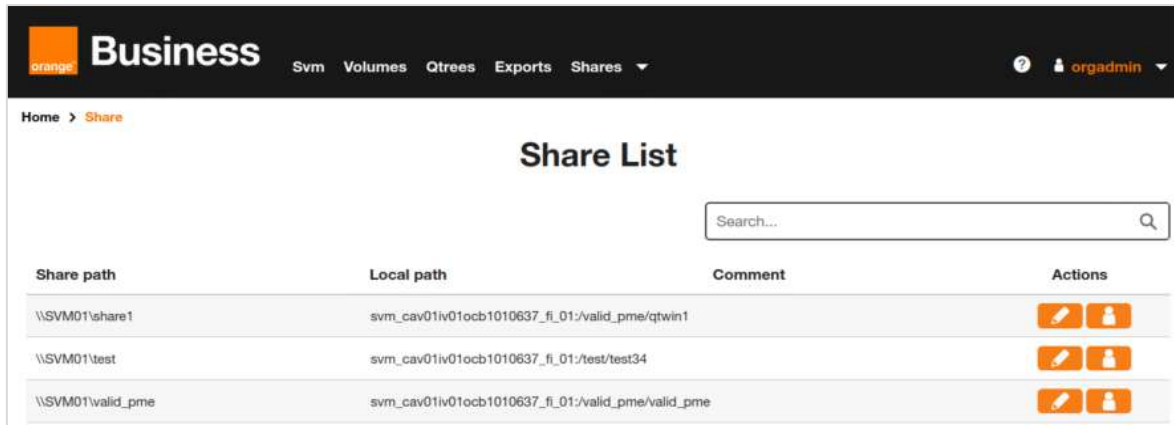 orange™ Business Svm Volumes Qtrees Exports Shares ? orgadmin
Home > Share
Share List
Search...
Share path Local path Comment Actions
\\SVM01\share1 svm_cav01iv01ocb1010637_fi_01:/valid_pme/qtwin1
\\SVM01\test svm_cav01iv01ocb1010637_fi_01:/test/test34
\\SVM01\valid_pme svm_cav01iv01ocb1010637_fi_01:/valid_pme/valid_pme